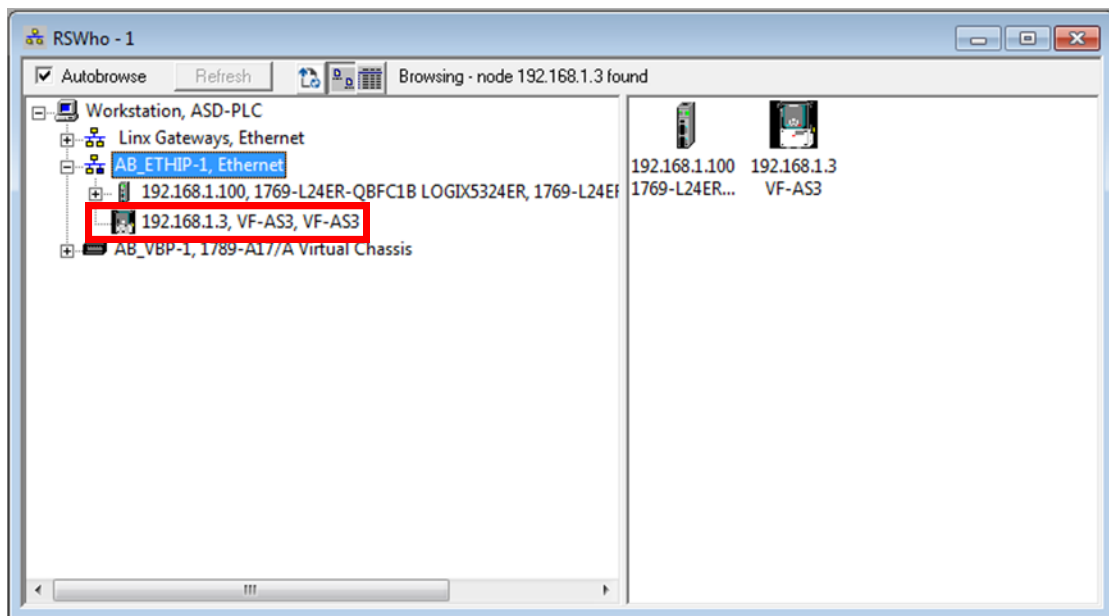 RSWho - 1
Autobrowse Refresh Browsing - node 192.168.1.3 found
Workstation, ASD-PLC
Linx Gateways, Ethernet
AB_ETHIP-1, Ethernet
192.168.1.100, 1769-L24ER-QBFC1B LOGIX5324ER, 1769-L24EF
192.168.1.3, VF-AS3, VF-AS3
AB_VBP-1, 1789-A17/A Virtual Chassis
192.168.1.100 192.168.1.3
1769-L24ER... VF-AS3